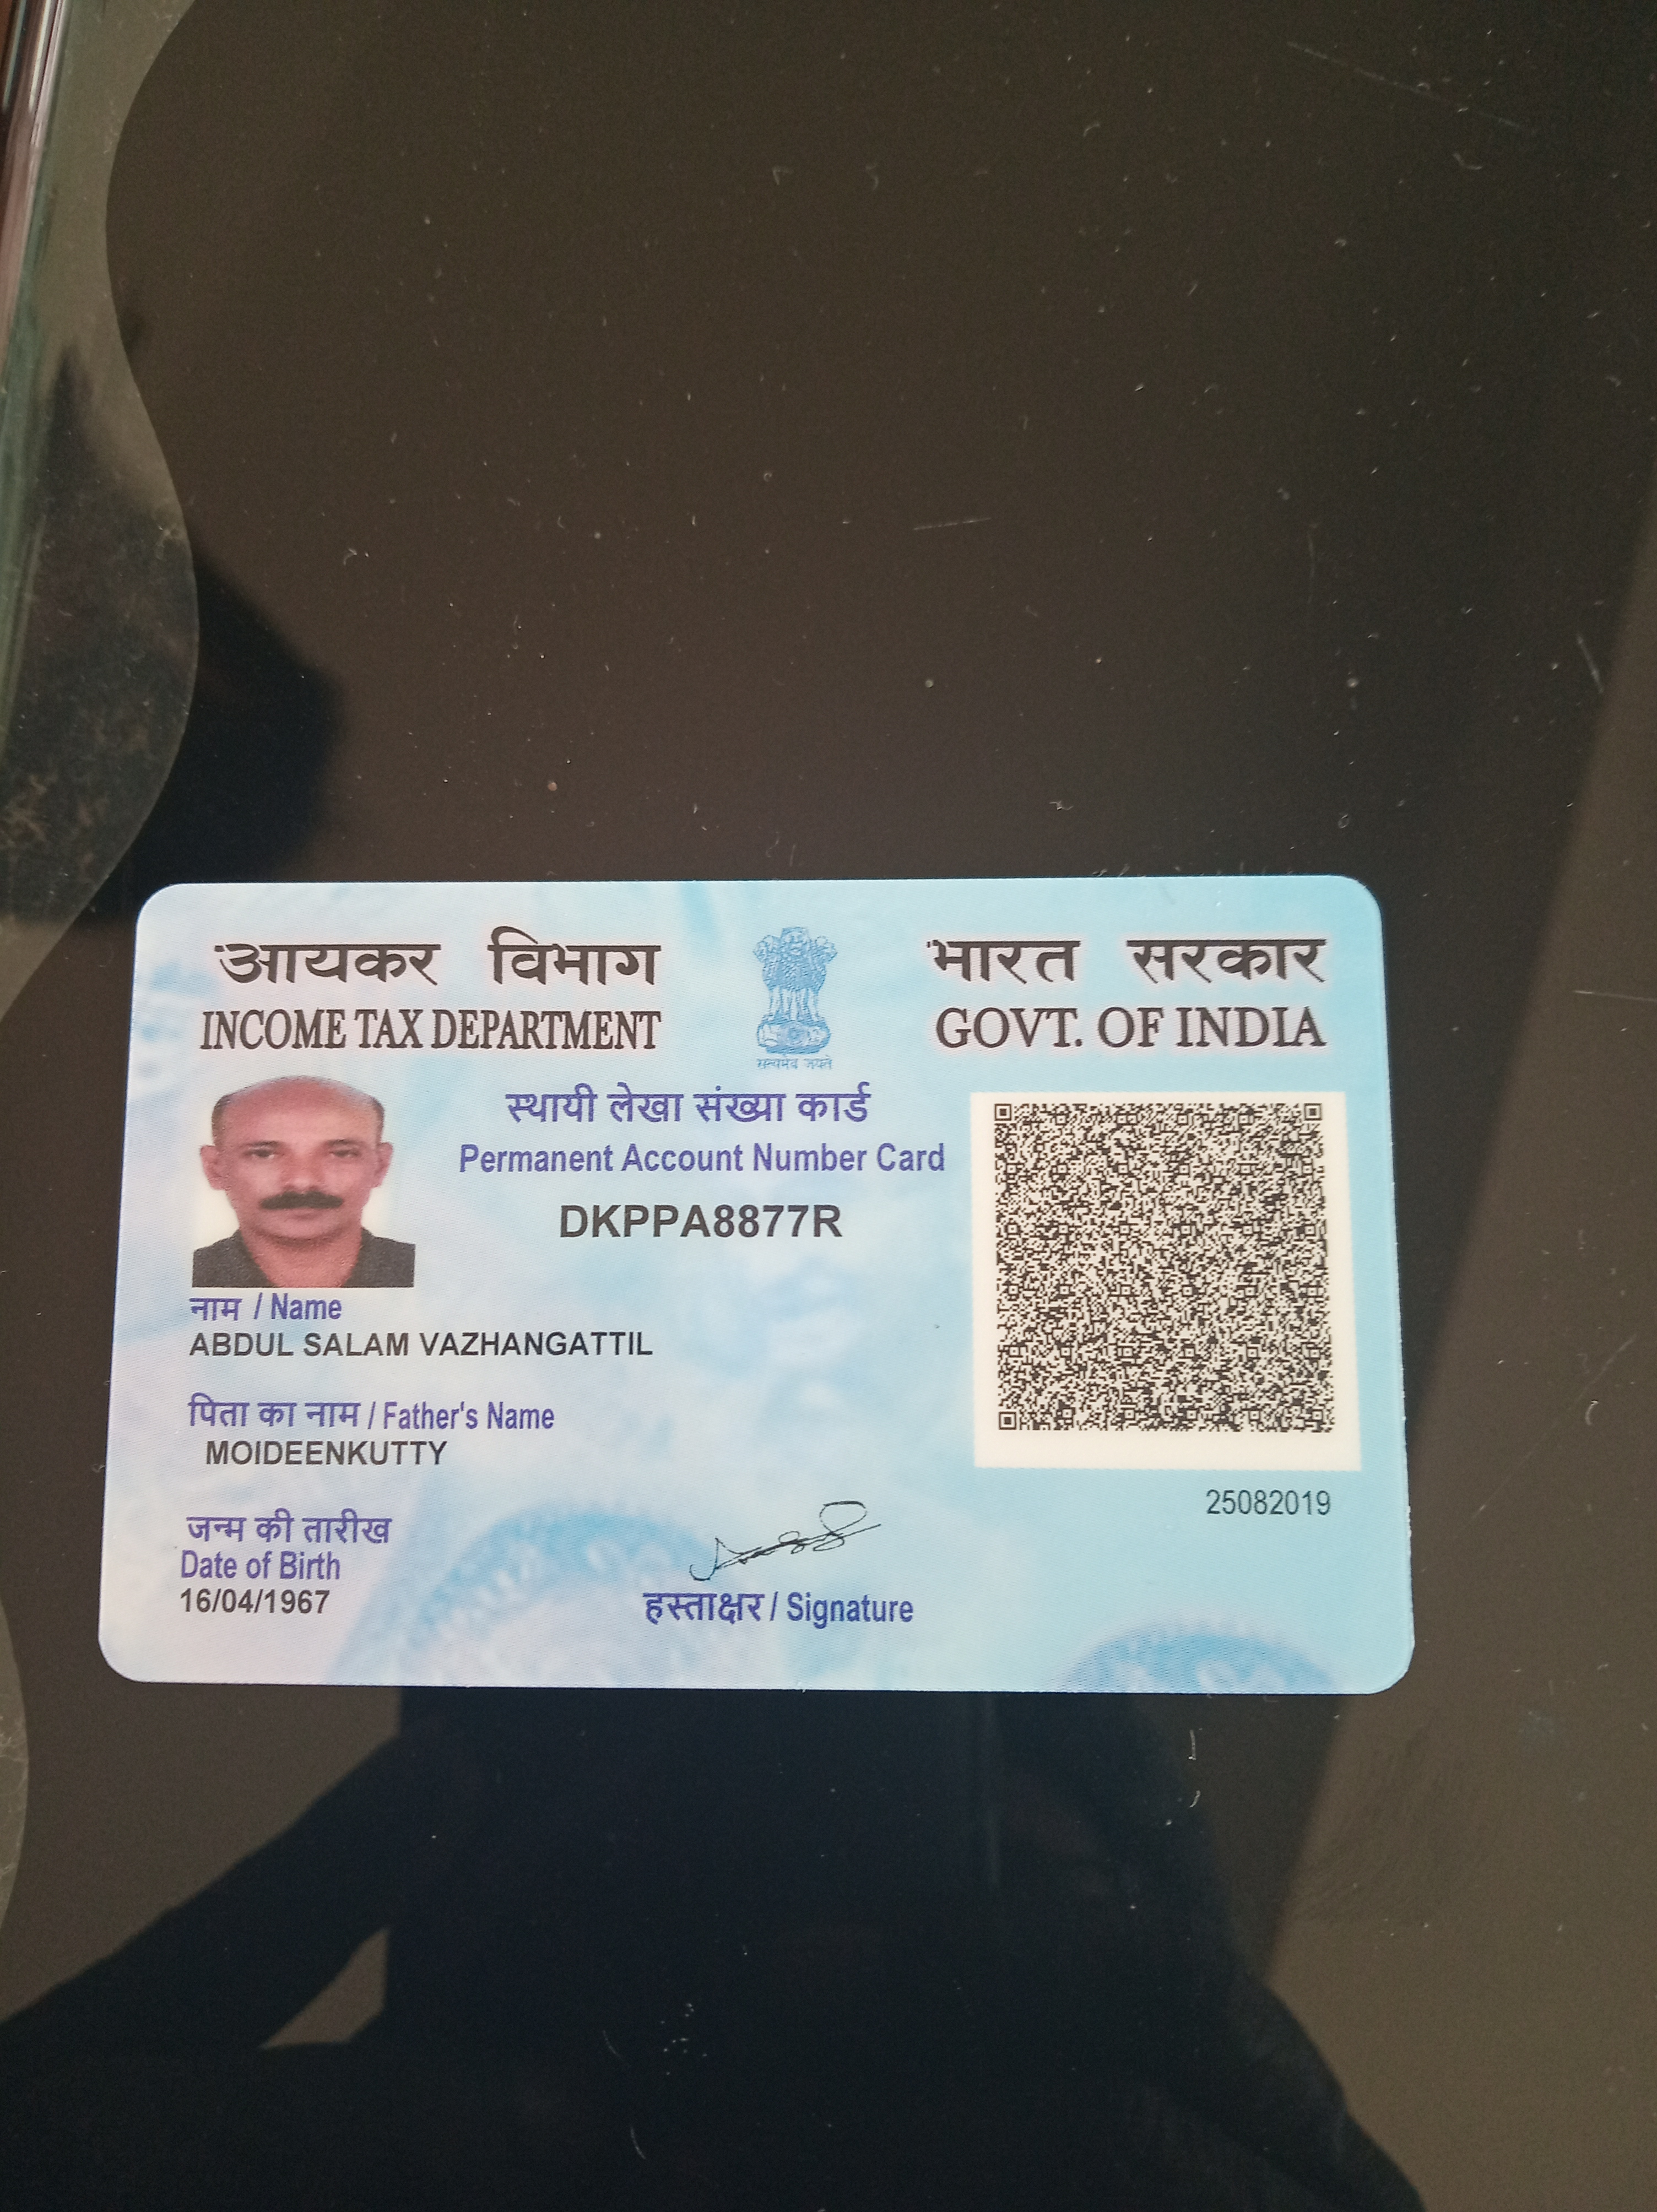 आयकर विभाग
INCOME TAX DEPARTMENT
सत्यमेव जयते
भारत सरकार
GOVT. OF INDIA
स्थायी लेखा संख्या कार्ड
Permanent Account Number Card
DKPPA8877R
नाम / Name
ABDUL SALAM VAZHANGATTIL
पिता का नाम / Father's Name
MOIDEENKUTTY
जन्म की तारीख
Date of Birth
16/04/1967
हस्ताक्षर / Signature
25082019